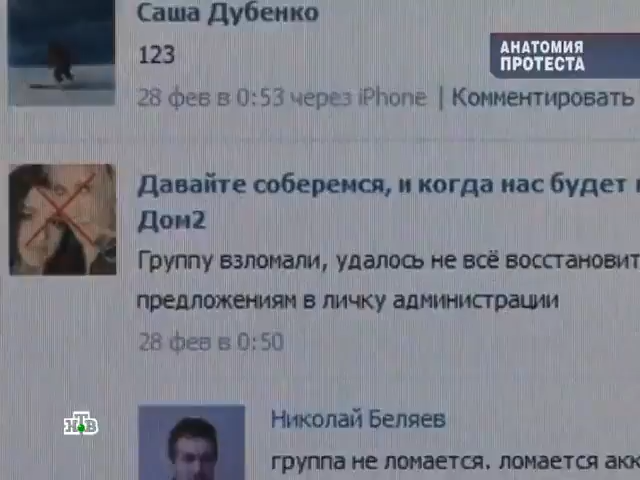 Саша Дубенко
АНАТОМИЯ
ПРОТЕСТА
123
28 фев в 0:53 через iPhone | Комментировать
Давайте соберемся, и когда нас будет
Дом2
Группу взломали, удалось не всё восстановит
предложениям в личку администрации
28 фев в 0:50
Николай Беляев
группа не ломается. ломается акк
НТВ